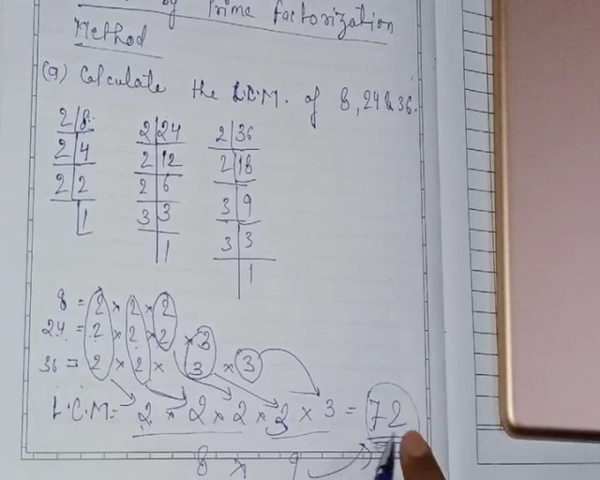 by Prime factorization
Method
(a) Calculate the L.C.M. of 8, 24 & 36.
2 8 2 24 2 36
2 4 2 12 2 18
2 2 2 6 3 9
1 3 3 3 3
1 1
8 = 2 × 2 × 2
24 = 2 × 2 × 2 × 3
36 = 2 × 2 × 3 × 3
L.C.M = 2 × 2 × 2 × 3 × 3 = 72
8 × 9